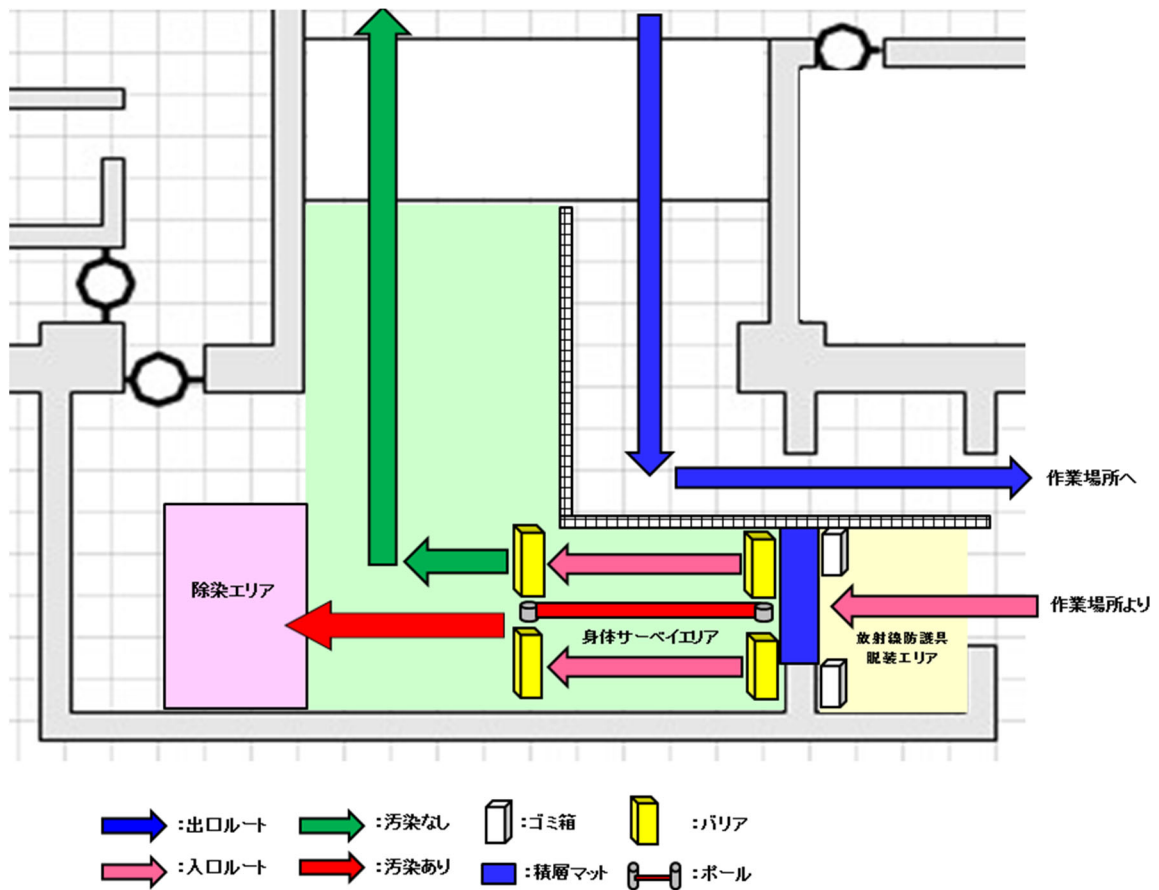 作業場所へ
除染エリア
作業場所より
身体サーベイエリア
放射線防護具
脱装エリア
:出口ルート
:汚染なし
:ゴミ箱
:バリア
:入口ルート
:汚染あり
:積層マット
:ポール